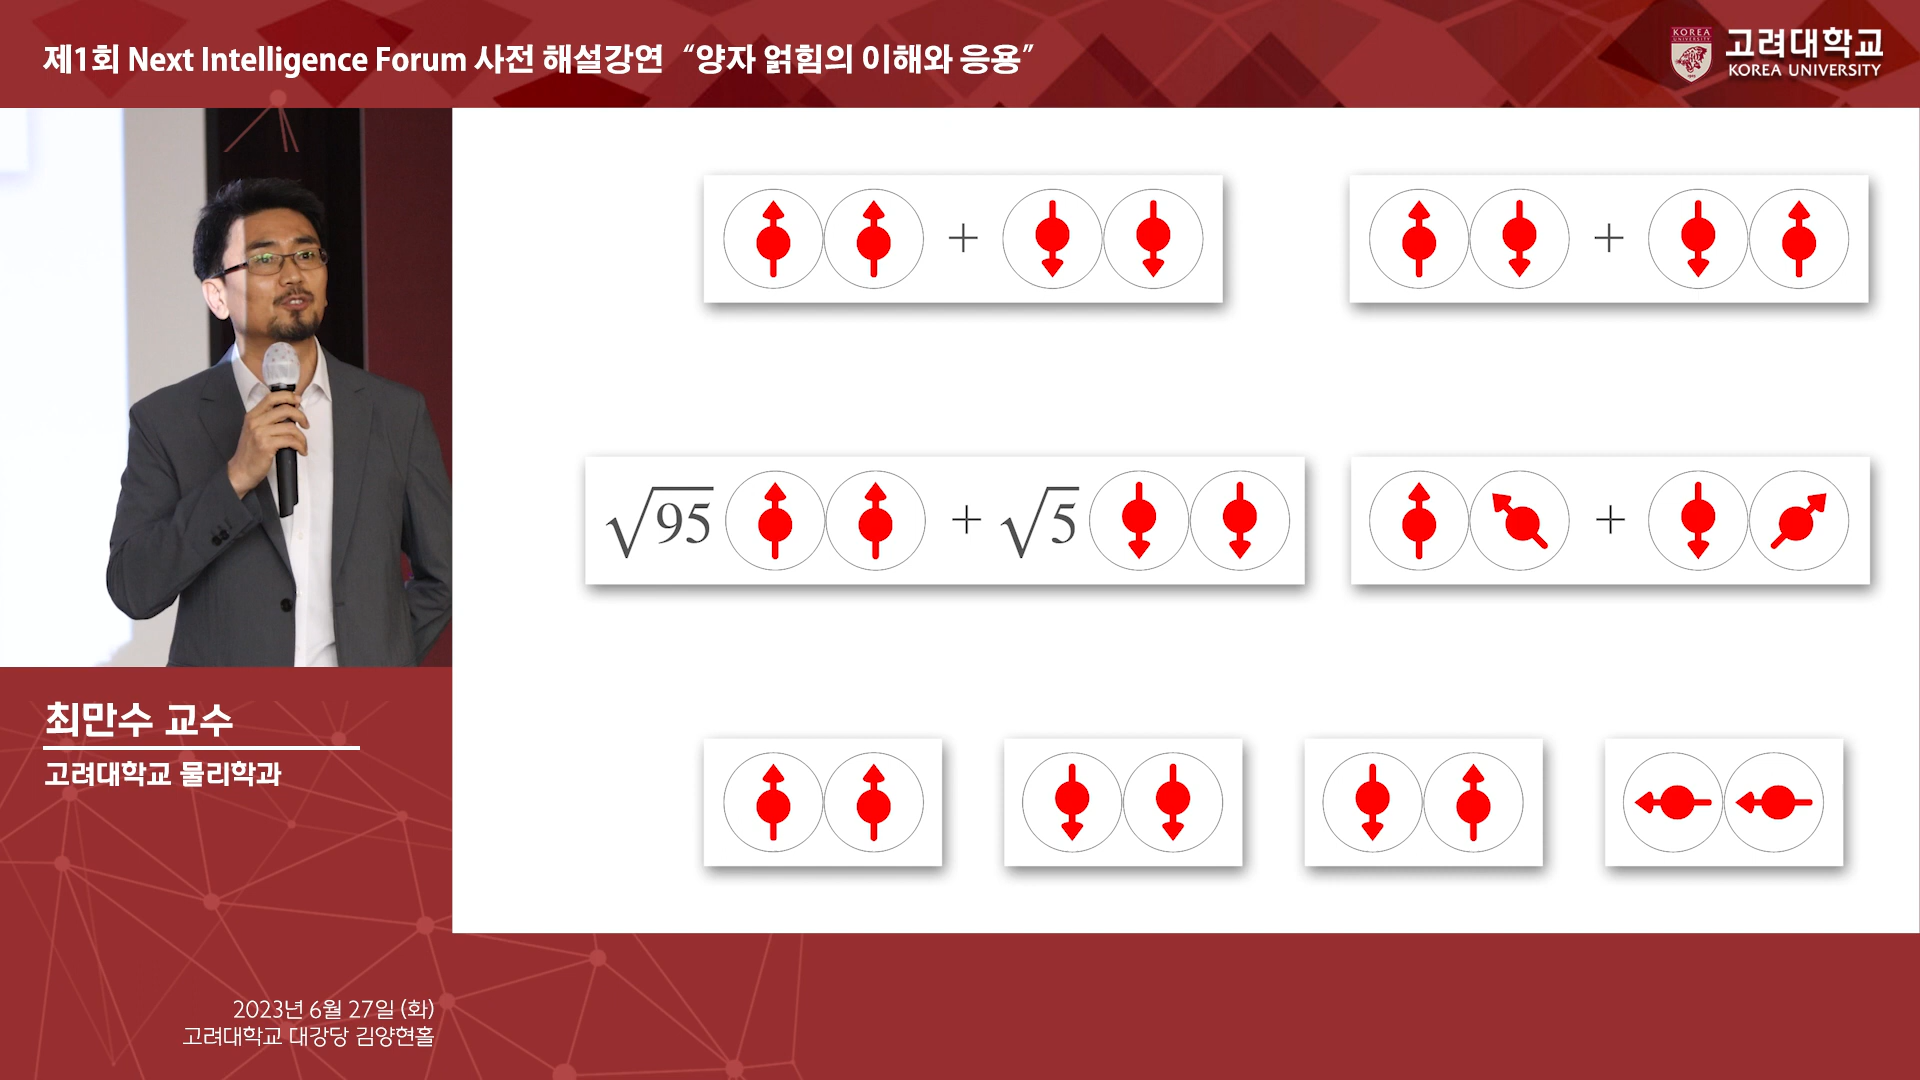 제1회 Next Intelligence Forum 사전 해설강연 “양자 얽힘의 이해와 응용”
KOREA UNIVERSITY
고려대학교
KOREA UNIVERSITY
+
+
√95 + √5
+
최만수 교수
고려대학교 물리학과
2023년 6월 27일 (화)
고려대학교 대강당 김양현홀